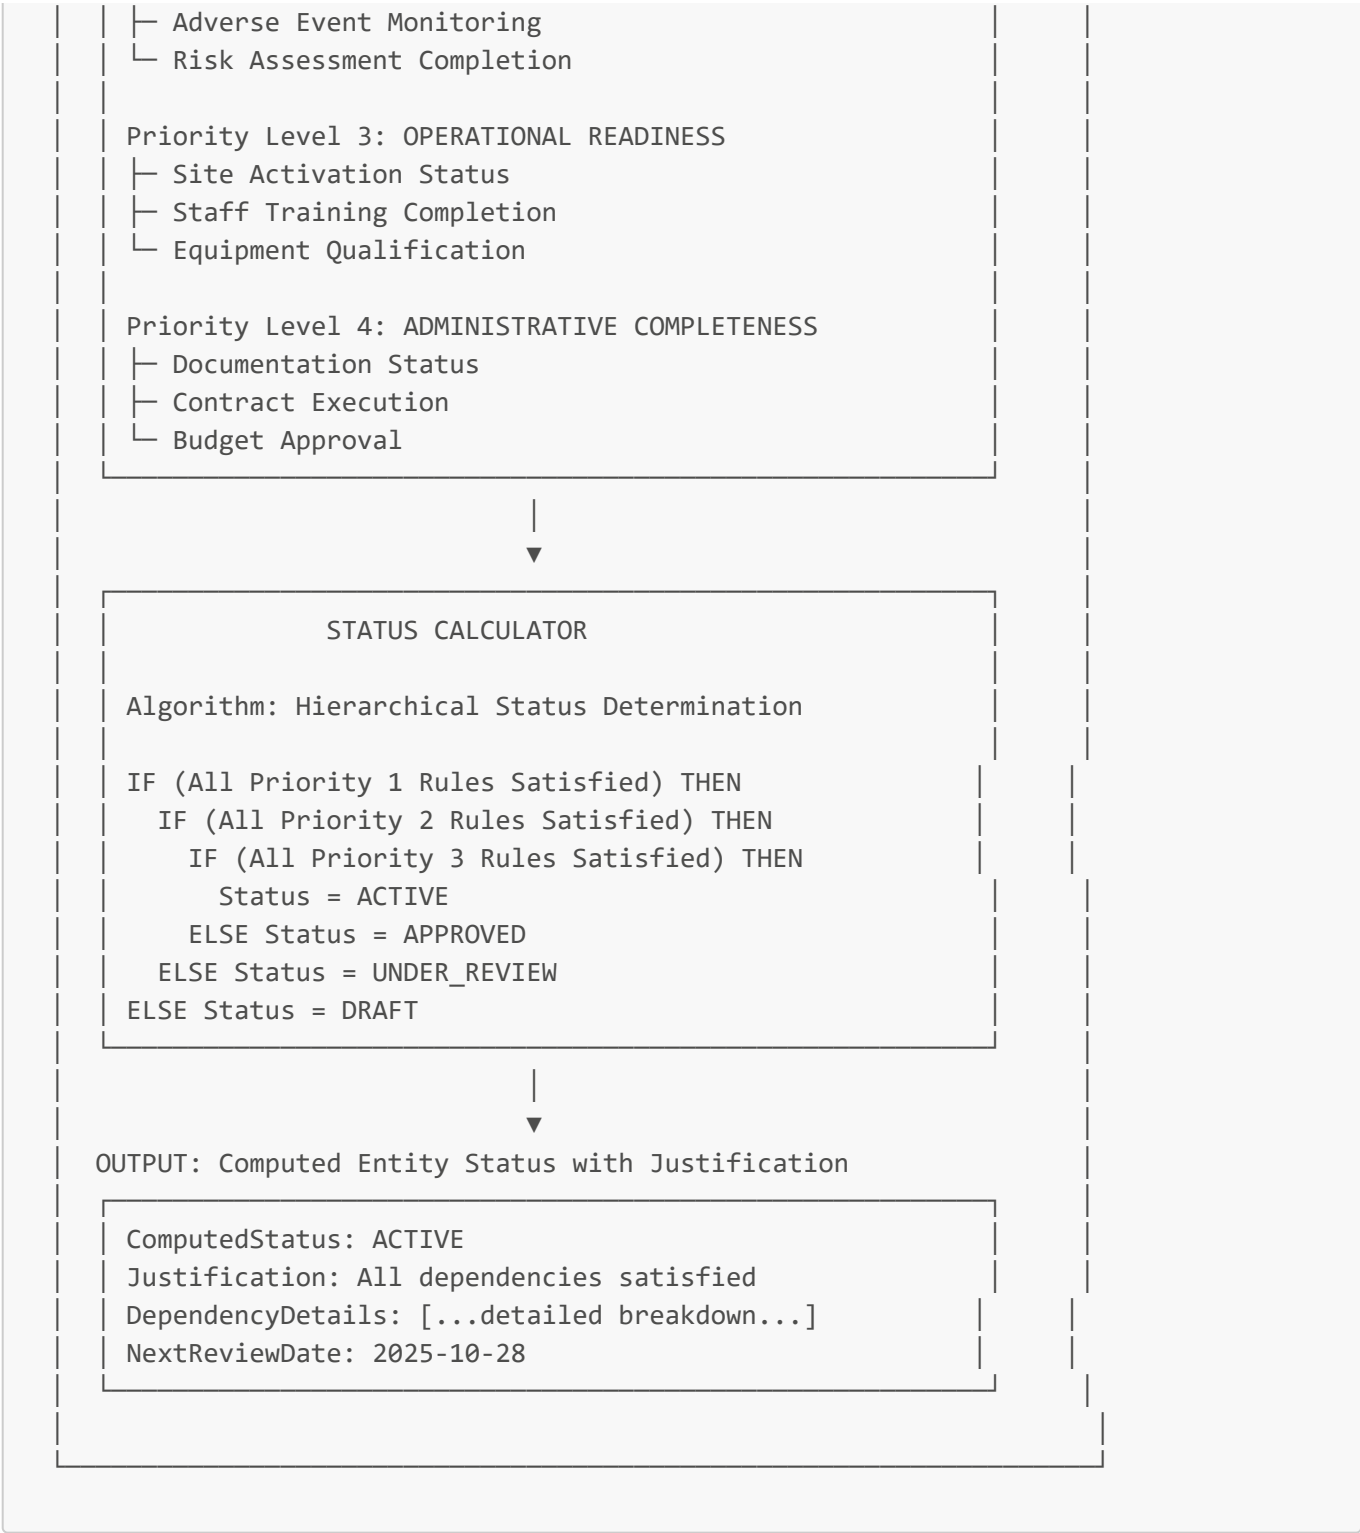 ├─ Adverse Event Monitoring
└─ Risk Assessment Completion
Priority Level 3: OPERATIONAL READINESS
├─ Site Activation Status
├─ Staff Training Completion
└─ Equipment Qualification
Priority Level 4: ADMINISTRATIVE COMPLETENESS
├─ Documentation Status
├─ Contract Execution
└─ Budget Approval
▼
STATUS CALCULATOR
Algorithm: Hierarchical Status Determination
IF (All Priority 1 Rules Satisfied) THEN
IF (All Priority 2 Rules Satisfied) THEN
IF (All Priority 3 Rules Satisfied) THEN
Status = ACTIVE
ELSE Status = APPROVED
ELSE Status = UNDER_REVIEW
ELSE Status = DRAFT
▼
OUTPUT: Computed Entity Status with Justification
ComputedStatus: ACTIVE
Justification: All dependencies satisfied
DependencyDetails: [...detailed breakdown...]
NextReviewDate: 2025-10-28